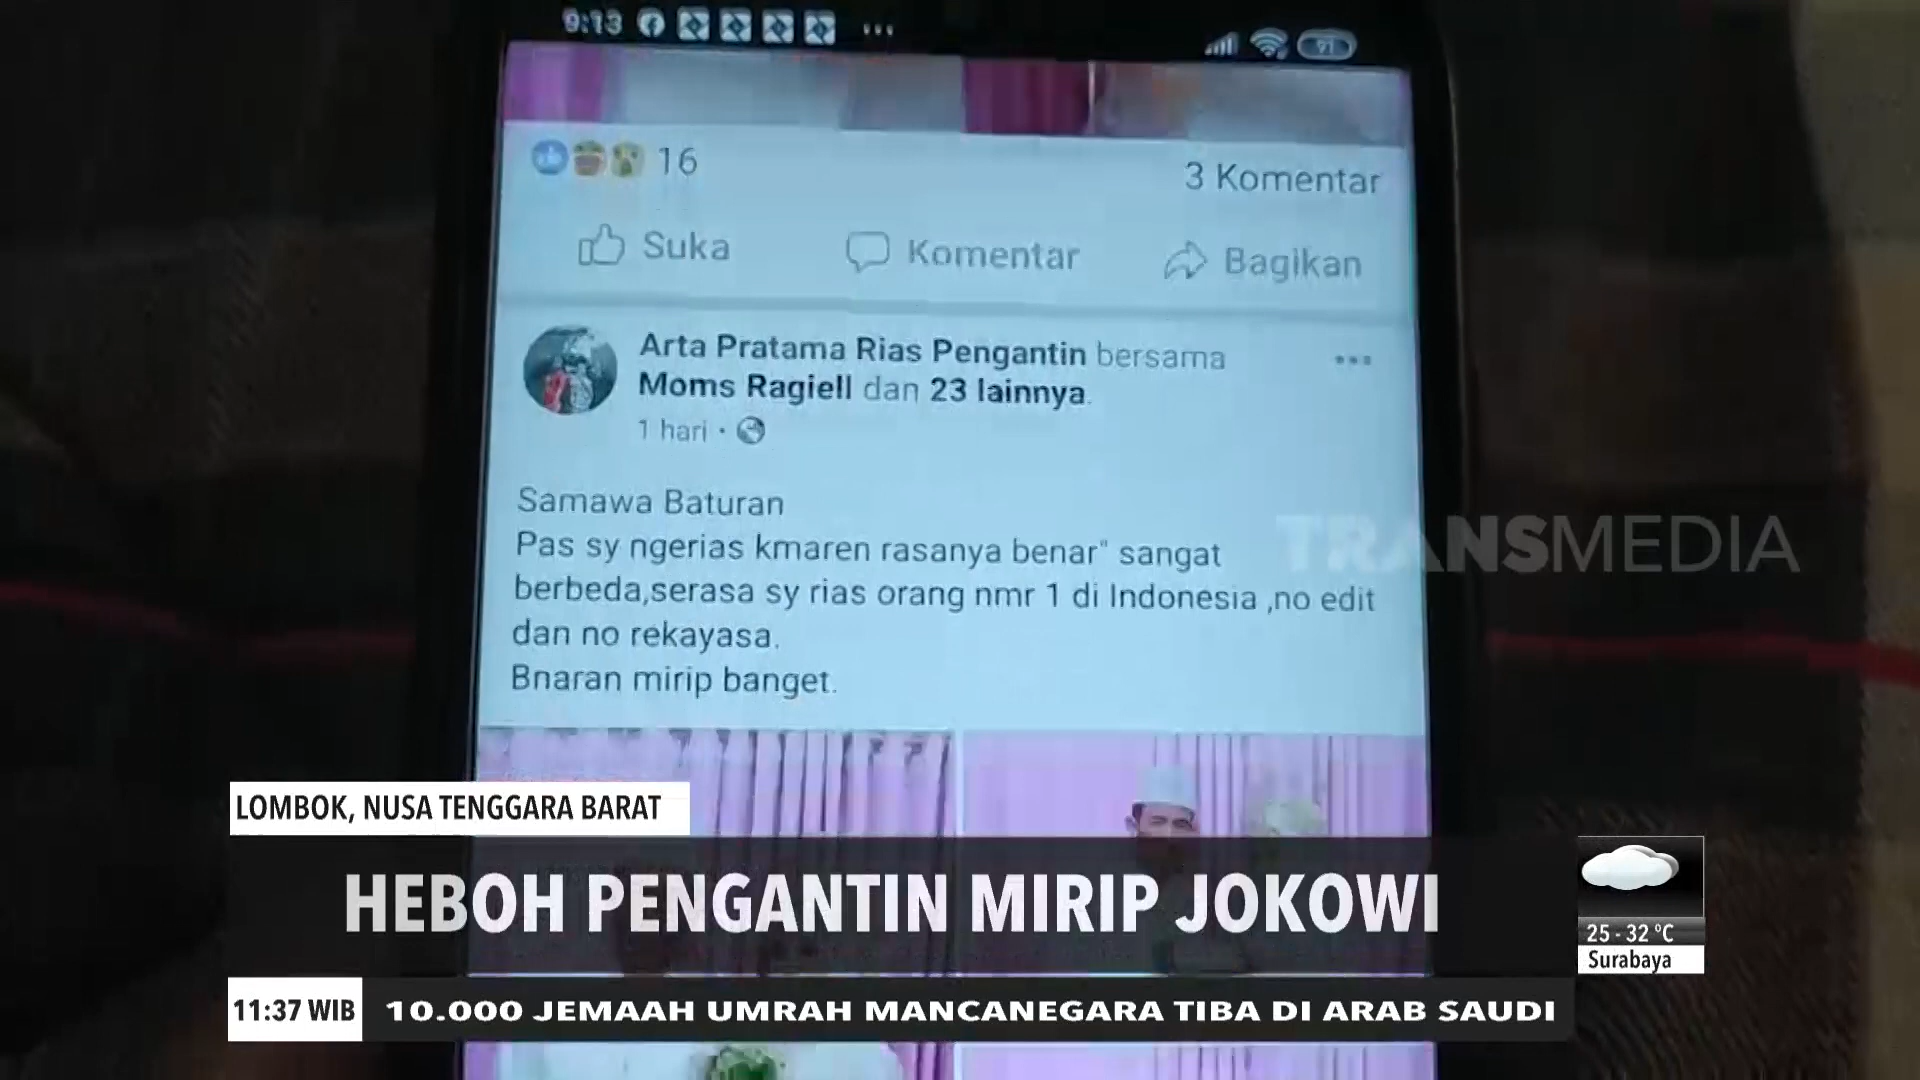 9:13
91
16
3 Komentar
Suka
Komentar
Bagikan
Arta Pratama Rias Pengantin bersama
Moms Ragiell dan 23 lainnya.
1 hari ·
Samawa Baturan
Pas sy ngerias kmaren rasanya benar" sangat
berbeda,serasa sy rias orang nmr 1 di Indonesia ,no edit
dan no rekayasa.
Bnaran mirip banget.
TRANSMEDIA
LOMBOK, NUSA TENGGARA BARAT
HEBOH PENGANTIN MIRIP JOKOWI
25 - 32 °C
Surabaya
11:37 WIB
10.000 JEMAAH UMRAH MANCANEGARA TIBA DI ARAB SAUDI